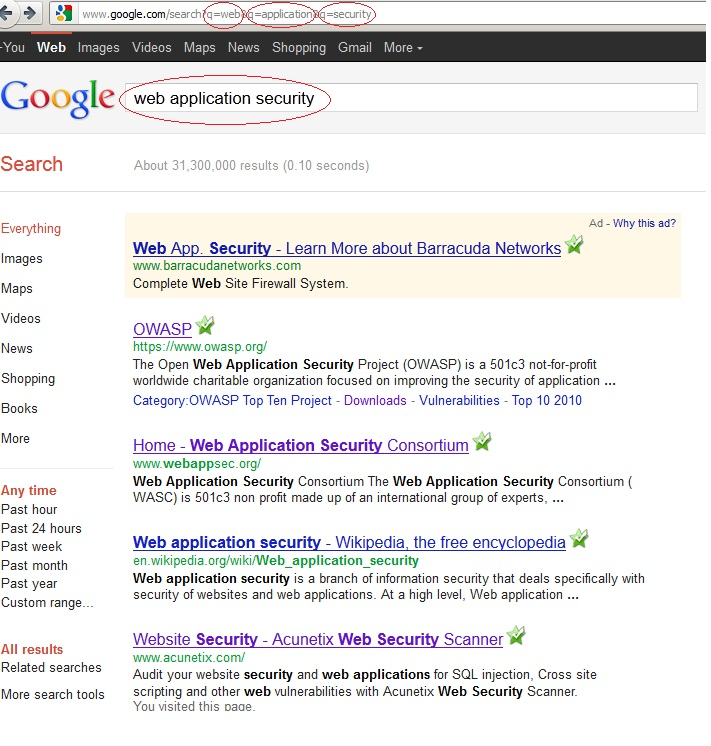 www.google.com/search?q=web&q=application&q=security
+You Web Images Videos Maps News Shopping Gmail More
Google
web application security
Search
About 31,300,000 results (0.10 seconds)
Everything
Images
Maps
Videos
News
Shopping
Books
More
Any time
Past hour
Past 24 hours
Past week
Past month
Past year
Custom range...
All results
Related searches
More search tools
Ad - Why this ad?
Web App. Security - Learn More about Barracuda Networks
www.barracudanetworks.com
Complete Web Site Firewall System.
OWASP
https://www.owasp.org/
The Open Web Application Security Project (OWASP) is a 501c3 not-for-profit
worldwide charitable organization focused on improving the security of application ...
Category:OWASP Top Ten Project - Downloads - Vulnerabilities - Top 10 2010
Home - Web Application Security Consortium
www.webappsec.org/
Web Application Security Consortium The Web Application Security Consortium (
WASC) is 501c3 non profit made up of an international group of experts, ...
Web application security - Wikipedia, the free encyclopedia
en.wikipedia.org/wiki/Web_application_security
Web application security is a branch of information security that deals specifically with
security of websites and web applications. At a high level, Web application ...
Website Security - Acunetix Web Security Scanner
www.acunetix.com/
Audit your website security and web applications for SQL injection, Cross site
scripting and other web vulnerabilities with Acunetix Web Security Scanner.
You visited this page.